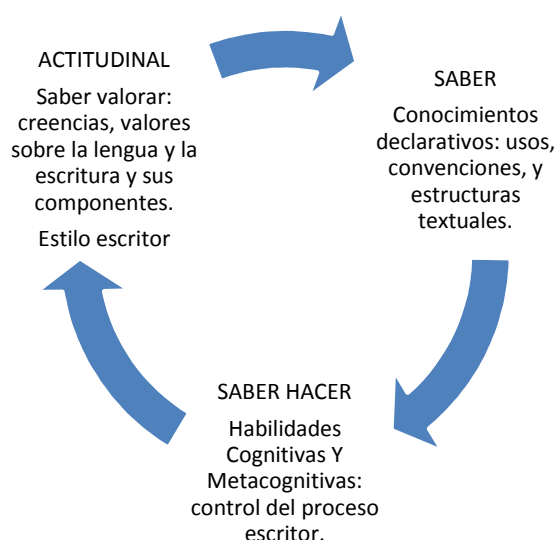 ACTITUDINAL
Saber valorar:
creencias, valores
sobre la lengua y la
escritura y sus
componentes.
Estilo escritor
SABER
Conocimientos
declarativos: usos,
convenciones, y
estructuras
textuales.
SABER HACER
Habilidades
Cognitivas Y
Metacognitivas:
control del proceso
escritor.